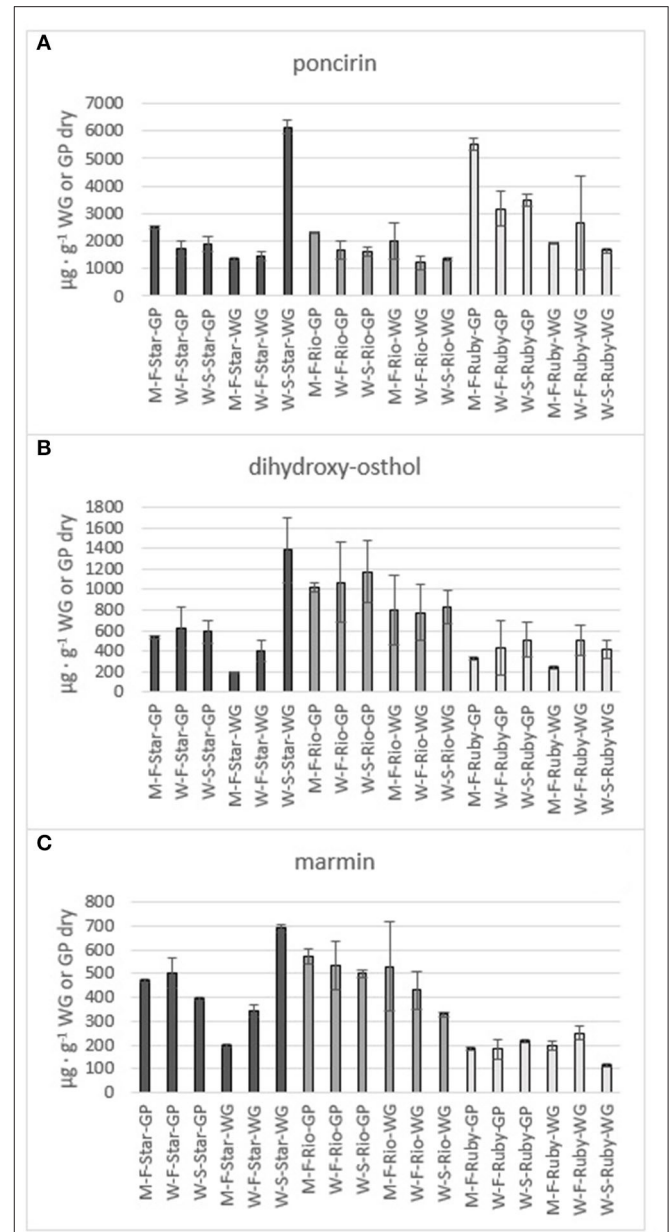 A
poncirin
µg · g⁻¹ WG or GP dry
7000
6000
5000
4000
3000
2000
1000
0
M-F-Star-GP
W-F-Star-GP
W-S-Star-GP
M-F-Star-WG
W-F-Star-WG
W-S-Star-WG
M-F-Rio-GP
W-F-Rio-GP
W-S-Rio-GP
M-F-Rio-WG
W-F-Rio-WG
W-S-Rio-WG
M-F-Ruby-GP
W-F-Ruby-GP
W-S-Ruby-GP
M-F-Ruby-WG
W-F-Ruby-WG
W-S-Ruby-WG
B
dihydroxy-osthol
µg · g⁻¹ WG or GP dry
1800
1600
1400
1200
1000
800
600
400
200
0
M-F-Star-GP
W-F-Star-GP
W-S-Star-GP
M-F-Star-WG
W-F-Star-WG
W-S-Star-WG
M-F-Rio-GP
W-F-Rio-GP
W-S-Rio-GP
M-F-Rio-WG
W-F-Rio-WG
W-S-Rio-WG
M-F-Ruby-GP
W-F-Ruby-GP
W-S-Ruby-GP
M-F-Ruby-WG
W-F-Ruby-WG
W-S-Ruby-WG
C
marmin
µg · g⁻¹ WG or GP dry
800
700
600
500
400
300
200
100
0
M-F-Star-GP
W-F-Star-GP
W-S-Star-GP
M-F-Star-WG
W-F-Star-WG
W-S-Star-WG
M-F-Rio-GP
W-F-Rio-GP
W-S-Rio-GP
M-F-Rio-WG
W-F-Rio-WG
W-S-Rio-WG
M-F-Ruby-GP
W-F-Ruby-GP
W-S-Ruby-GP
M-F-Ruby-WG
W-F-Ruby-WG
W-S-Ruby-WG